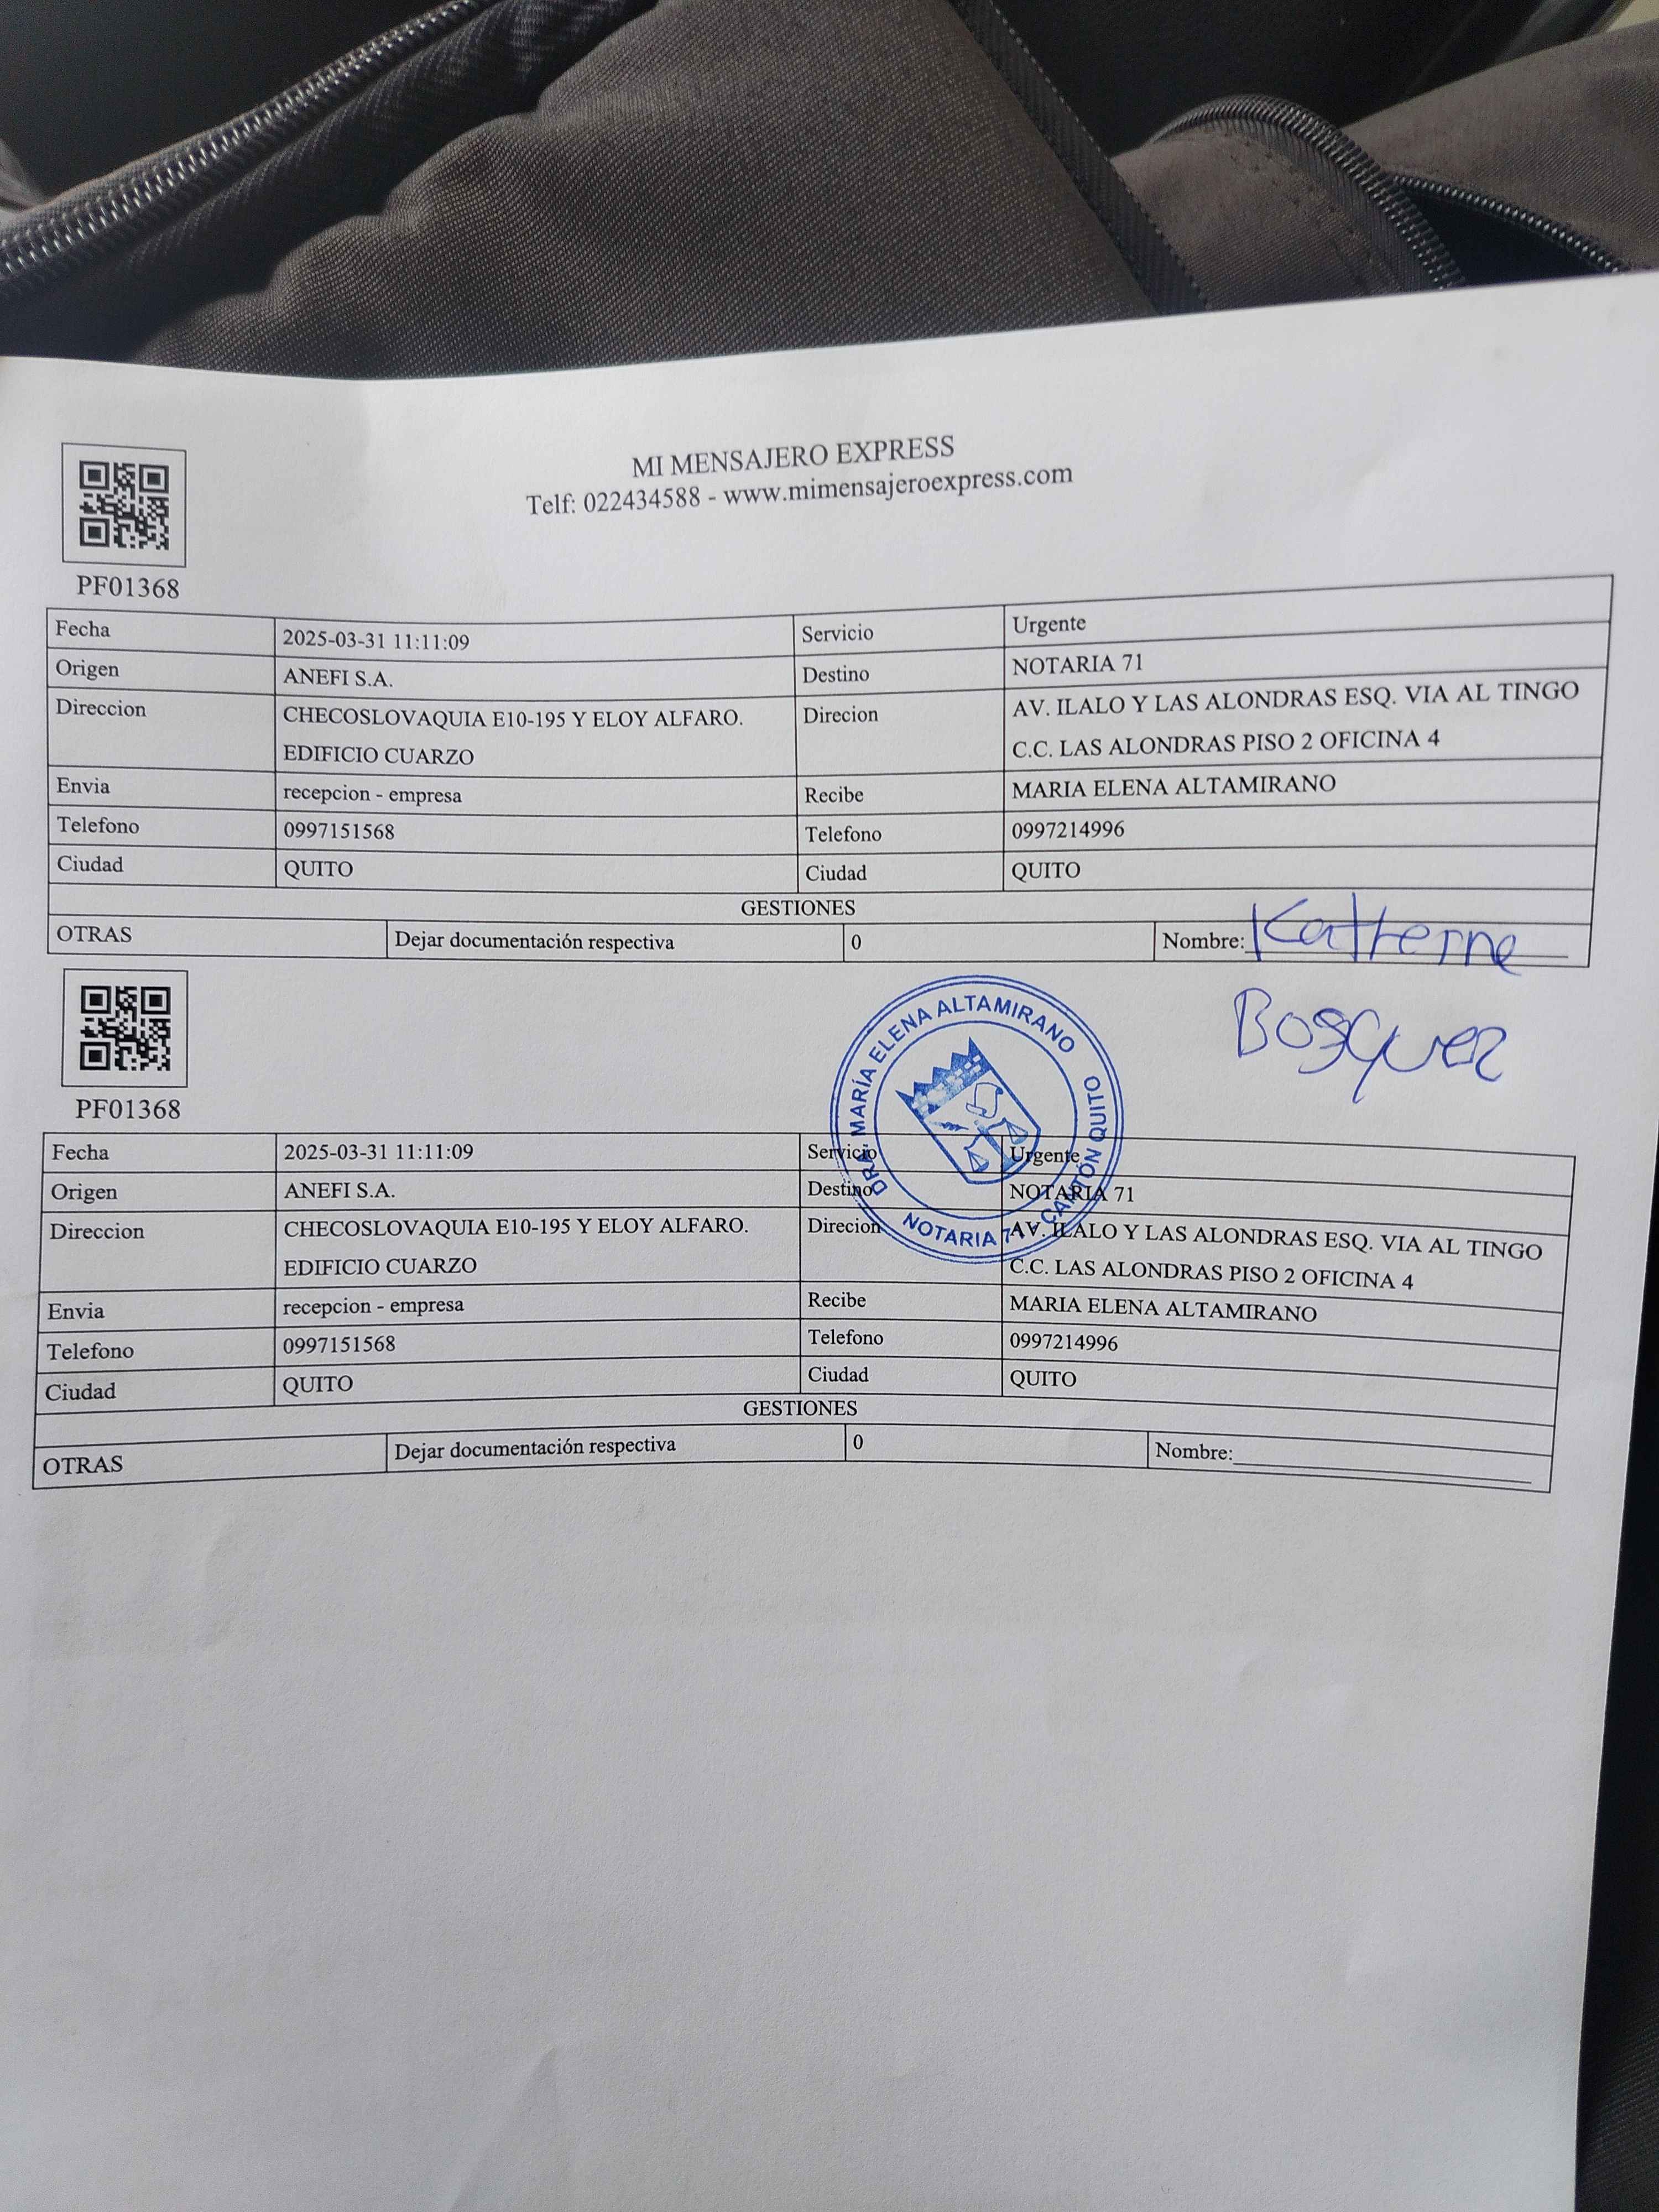 MI MENSAJERO EXPRESS
Telf: 022434588 - www.mimensajeroexpress.com
PF01368
Fecha 2025-03-31 11:11:09 Servicio Urgente
Origen ANEFI S.A. Destino NOTARIA 71
Direccion CHECOSLOVAQUIA E10-195 Y ELOY ALFARO. Direcion AV. ILALO Y LAS ALONDRAS ESQ. VIA AL TINGO
EDIFICIO CUARZO C.C. LAS ALONDRAS PISO 2 OFICINA 4
Envia recepcion - empresa Recibe MARIA ELENA ALTAMIRANO
Telefono 0997151568 Telefono 0997214996
Ciudad QUITO Ciudad QUITO
GESTIONES
OTRAS Dejar documentación respectiva 0 Nombre: Katherne
Bosquez
DRA. MARÍA ELENA ALTAMIRANO
NOTARIA 71 - CANTÓN QUITO
PF01368
Fecha 2025-03-31 11:11:09 Servicio Urgente
Origen ANEFI S.A. Destino NOTARIA 71
Direccion CHECOSLOVAQUIA E10-195 Y ELOY ALFARO. Direcion AV. ILALO Y LAS ALONDRAS ESQ. VIA AL TINGO
EDIFICIO CUARZO C.C. LAS ALONDRAS PISO 2 OFICINA 4
Envia recepcion - empresa Recibe MARIA ELENA ALTAMIRANO
Telefono 0997151568 Telefono 0997214996
Ciudad QUITO Ciudad QUITO
GESTIONES
OTRAS Dejar documentación respectiva 0 Nombre: